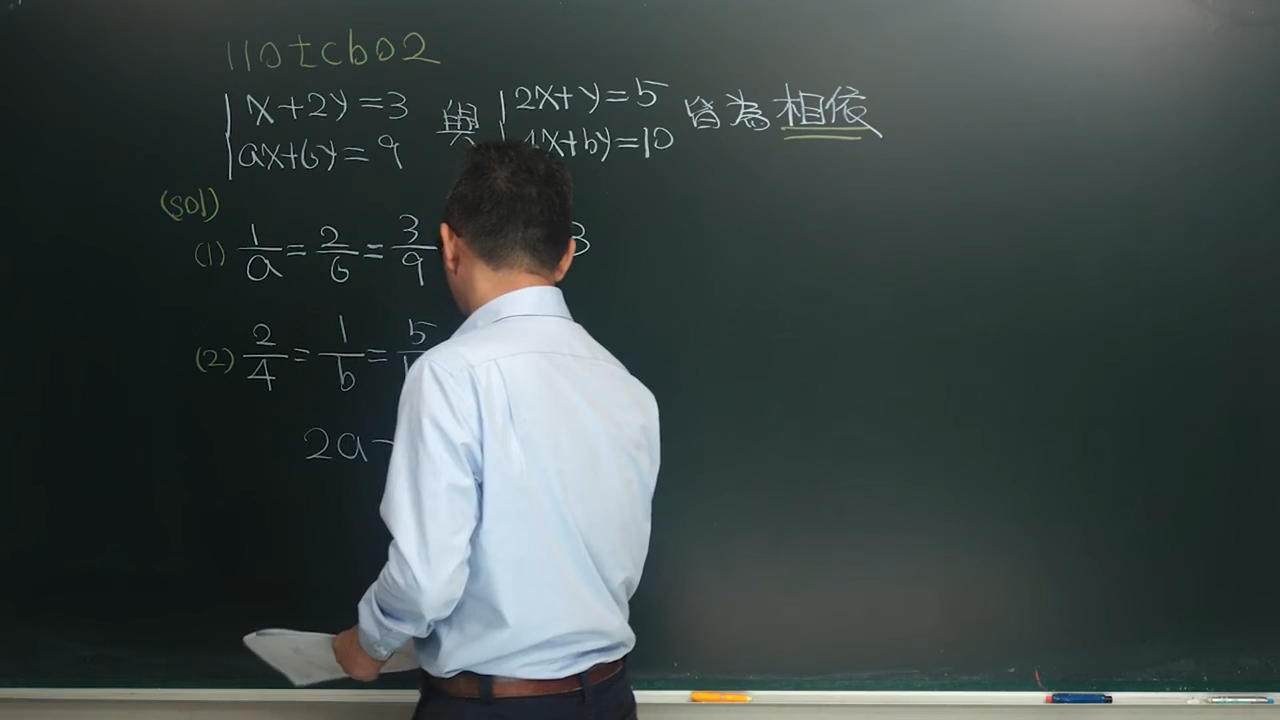 110tcb02
x+2y=3 與 2x+y=5 皆為相依
ax+6y=9 4x+by=10
(sol)
(1) 1/a = 2/6 = 3/9 3
(2) 2/4 = 1/b = 5/
2a-